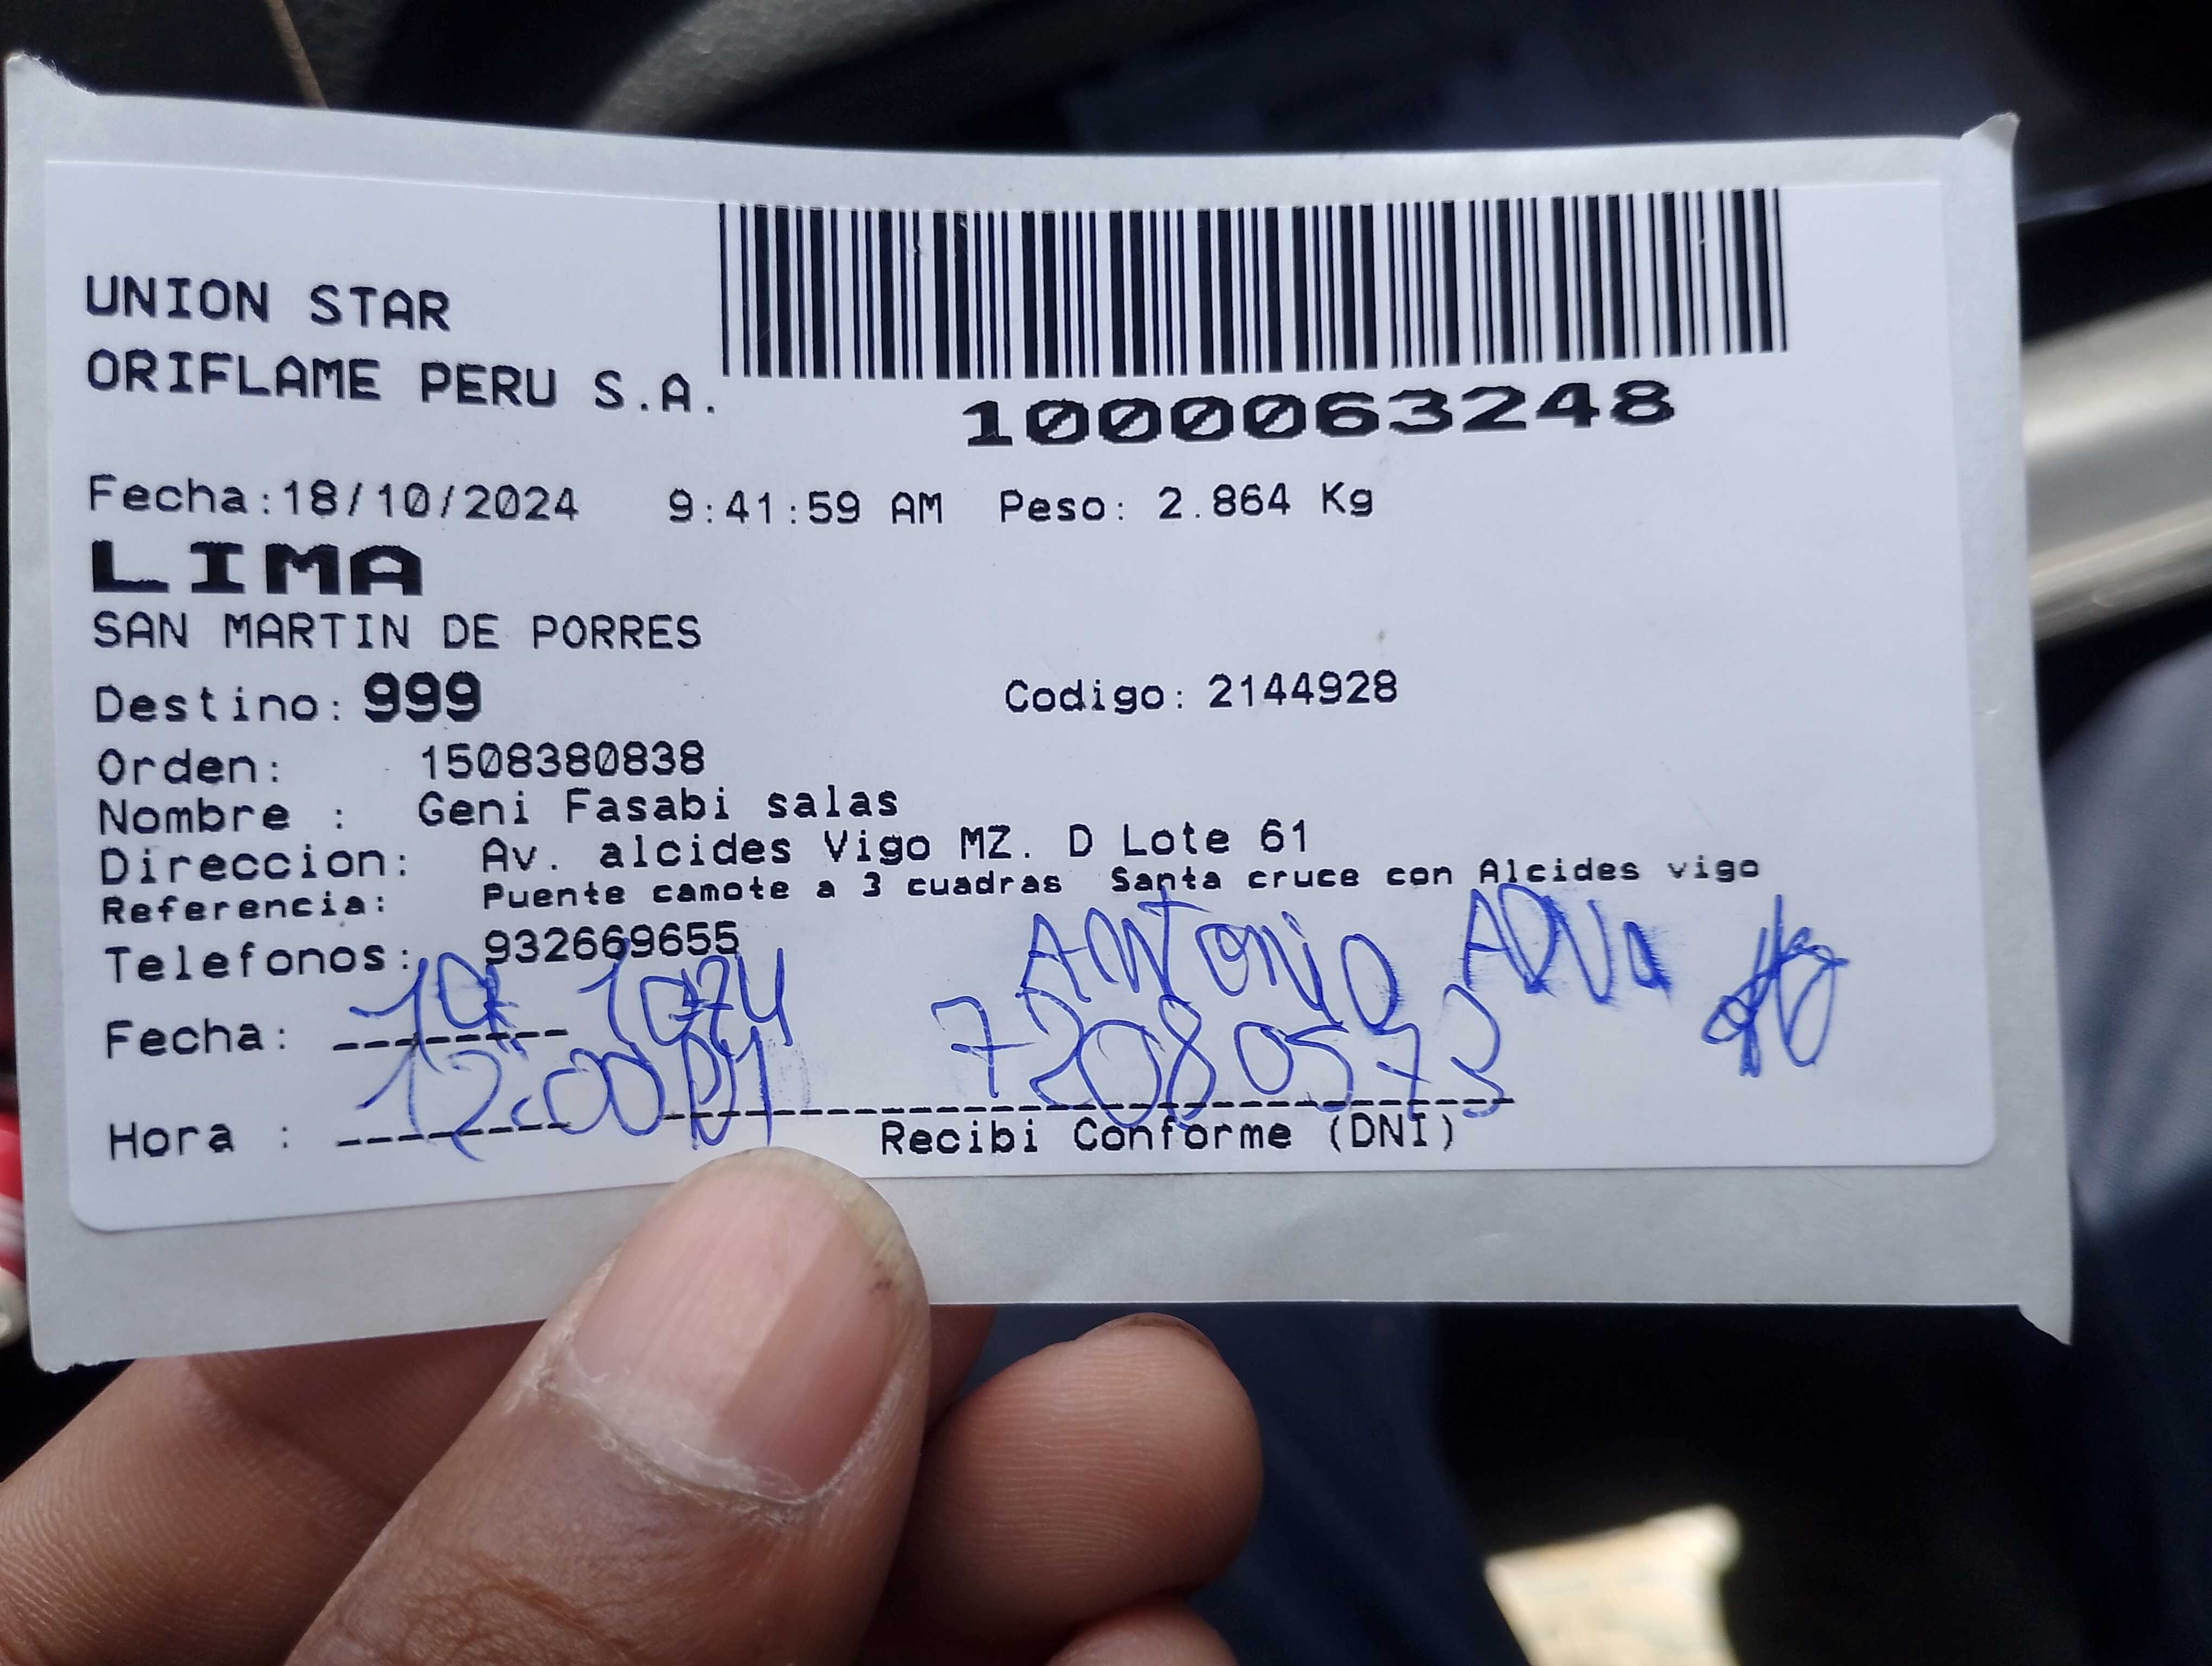 UNION STAR
ORIFLAME PERU S.A.
1000063248
Fecha:18/10/2024 9:41:59 AM Peso: 2.864 Kg
LIMA
SAN MARTIN DE PORRES
Destino: 999 Codigo: 2144928
Orden: 1508380838
Nombre : Geni Fasabi salas
Direccion: Av. alcides Vigo MZ. D Lote 61
Referencia: Puente camote a 3 cuadras Santa cruce con Alcides vigo
Telefonos: 932669655
ANTONIO
Fecha:
72080573
Hora :
Recibi Conforme (DNI)